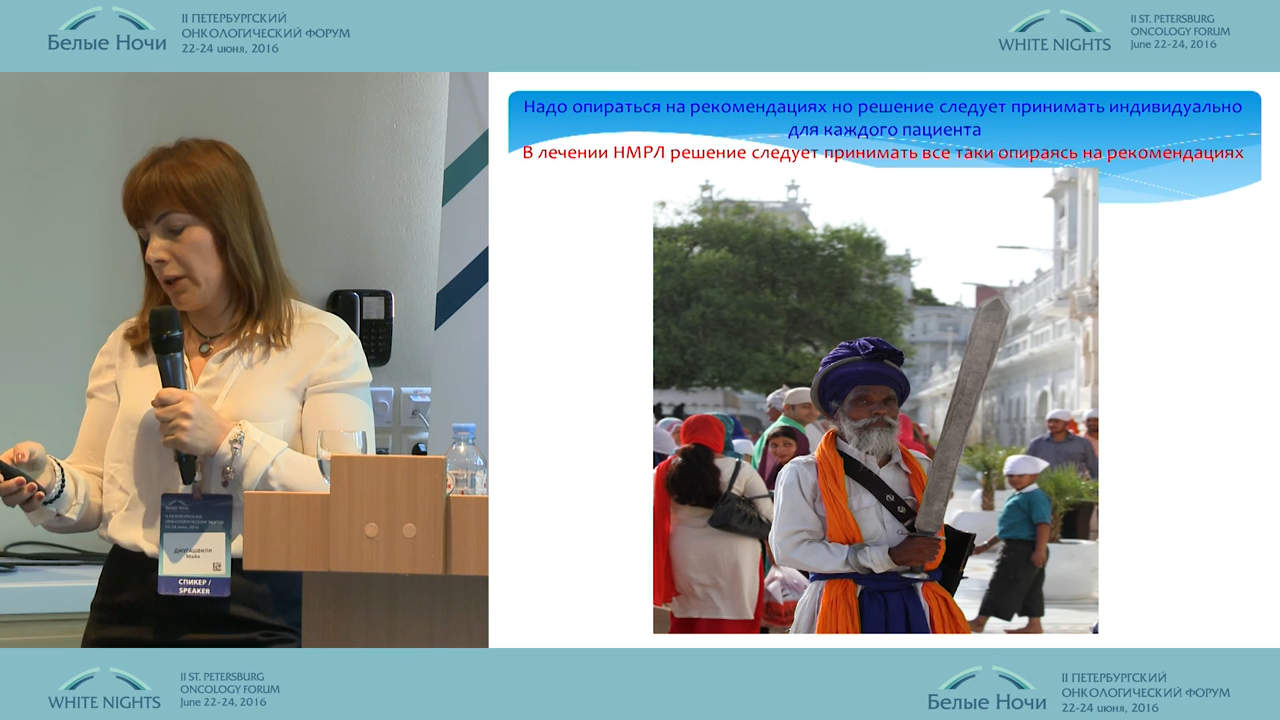 Белые Ночи
II ПЕТЕРБУРГСКИЙ
ОНКОЛОГИЧЕСКИЙ ФОРУМ
22-24 июня, 2016
WHITE NIGHTS
II ST. PETERSBURG
ONCOLOGY FORUM
June 22-24, 2016
Надо опираться на рекомендациях но решение следует принимать индивидуально
для каждого пациента
В лечении НМРЛ решение следует принимать все таки опираясь на рекомендациях
ДЖУГАШВИЛИ
Майя
СПИКЕР /
SPEAKER
WHITE NIGHTS
II ST. PETERSBURG
ONCOLOGY FORUM
June 22-24, 2016
Белые Ночи
II ПЕТЕРБУРГСКИЙ
ОНКОЛОГИЧЕСКИЙ ФОРУМ
22-24 июня, 2016